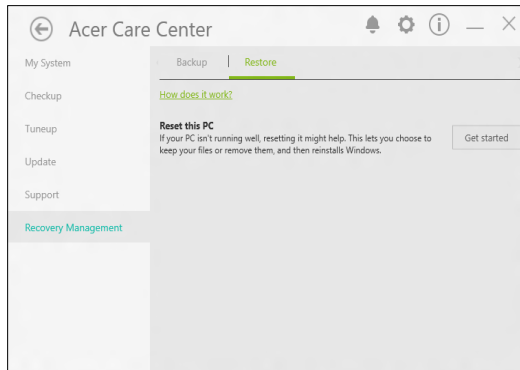 Acer Care Center
My System
Checkup
Tuneup
Update
Support
Recovery Management
Backup | Restore
How does it work?
Reset this PC
If your PC isn't running well, resetting it might help. This lets you choose to
keep your files or remove them, and then reinstalls Windows.
Get started